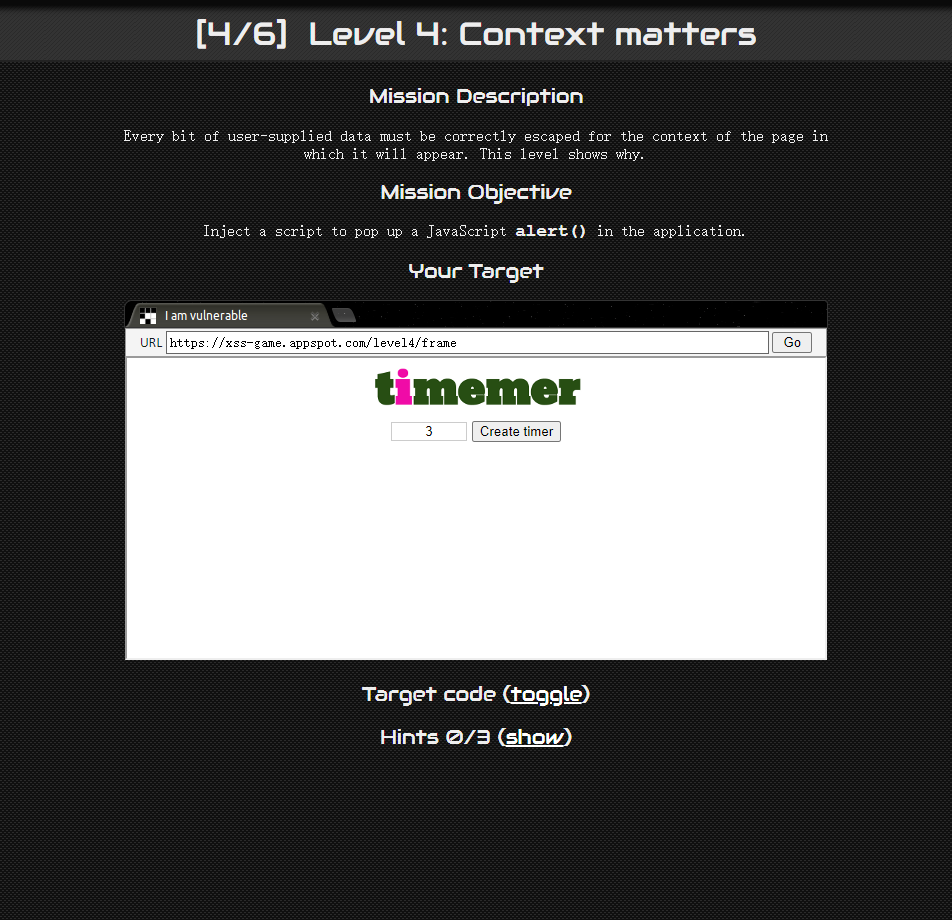 [4/6] Level 4: Context matters
Mission Description
Every bit of user-supplied data must be correctly escaped for the context of the page in
which it will appear. This level shows why.
Mission Objective
Inject a script to pop up a JavaScript alert() in the application.
Your Target
I am vulnerable
URL https://xss-game.appspot.com/level4/frame Go
timemer
3 Create timer
Target code (toggle)
Hints 0/3 (show)